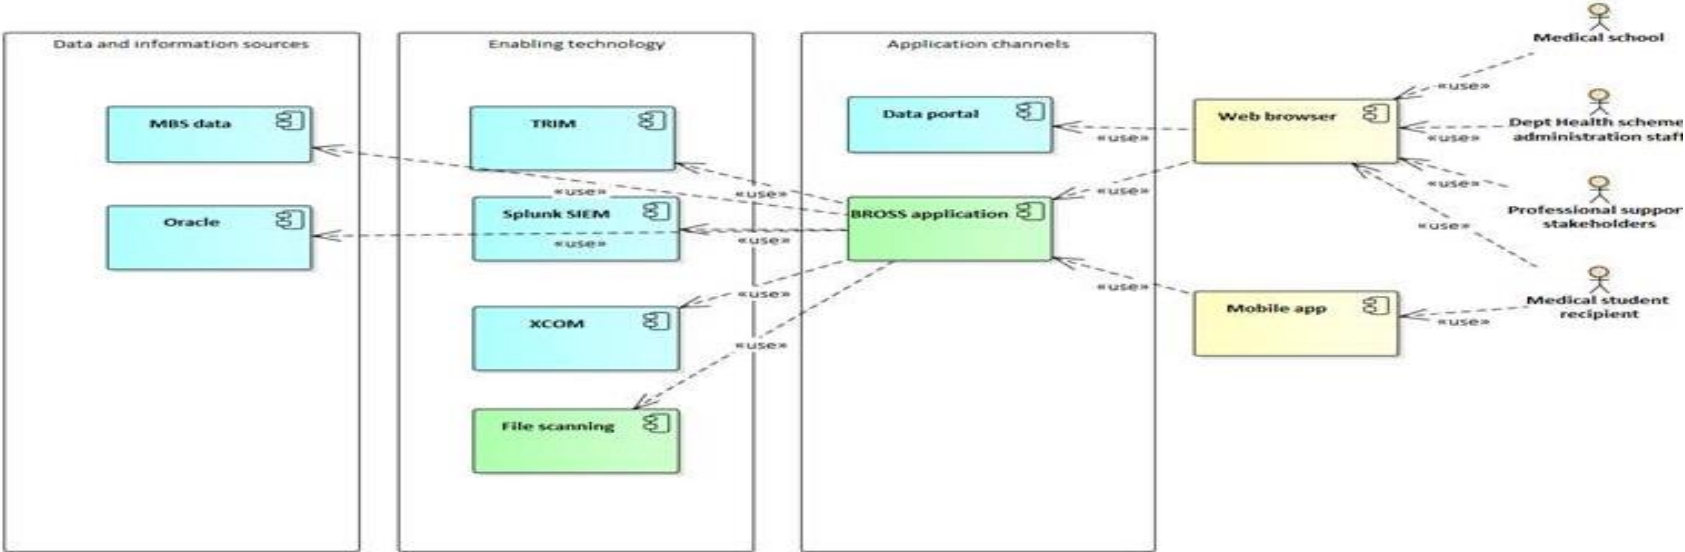 Data and information sources
MBS data
Oracle
Enabling technology
TRIM
«use»
«use»
Splunk SIEM
«use»
«use»
«use»
XCOM
«use»
File scanning
Application channels
Data portal
«use»
BROSS application
«use»
«use»
Web browser
Mobile app
Medical school
«use»
Dept Health scheme
administration staff
«use»
«use»
Professional suppor
stakeholders
«use»
Medical student
recipient
«use»